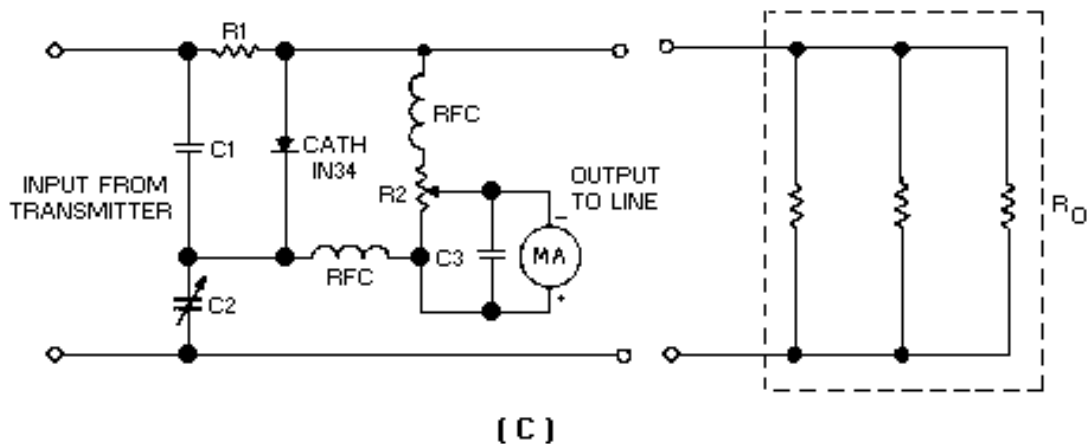 R1
RFC
C1
CATH
IN34
INPUT FROM
TRANSMITTER
R2
OUTPUT
TO LINE
RO
C3
−
MA
+
RFC
C2
( C )